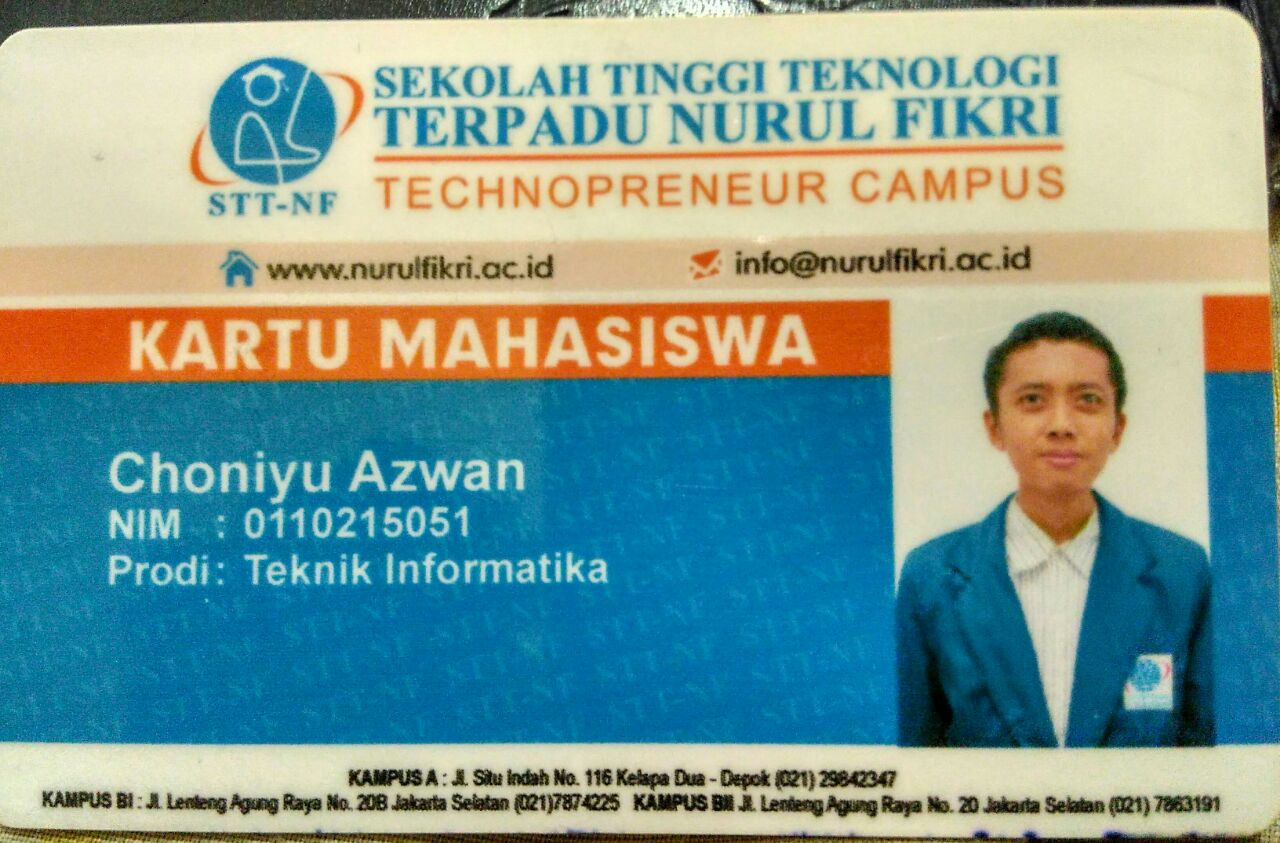 SEKOLAH TINGGI TEKNOLOGI
TERPADU NURUL FIKRI
STT-NF
TECHNOPRENEUR CAMPUS
www.nurulfikri.ac.id info@nurulfikri.ac.id
KARTU MAHASISWA
Choniyu Azwan
NIM : 0110215051
Prodi : Teknik Informatika
KAMPUS A : Jl. Situ Indah No. 116 Kelapa Dua - Depok (021) 29842347
KAMPUS BI : Jl. Lenteng Agung Raya No. 20B Jakarta Selatan (021)7874225 KAMPUS BII Jl. Lenteng Agung Raya No. 20 Jakarta Selatan (021) 7863191